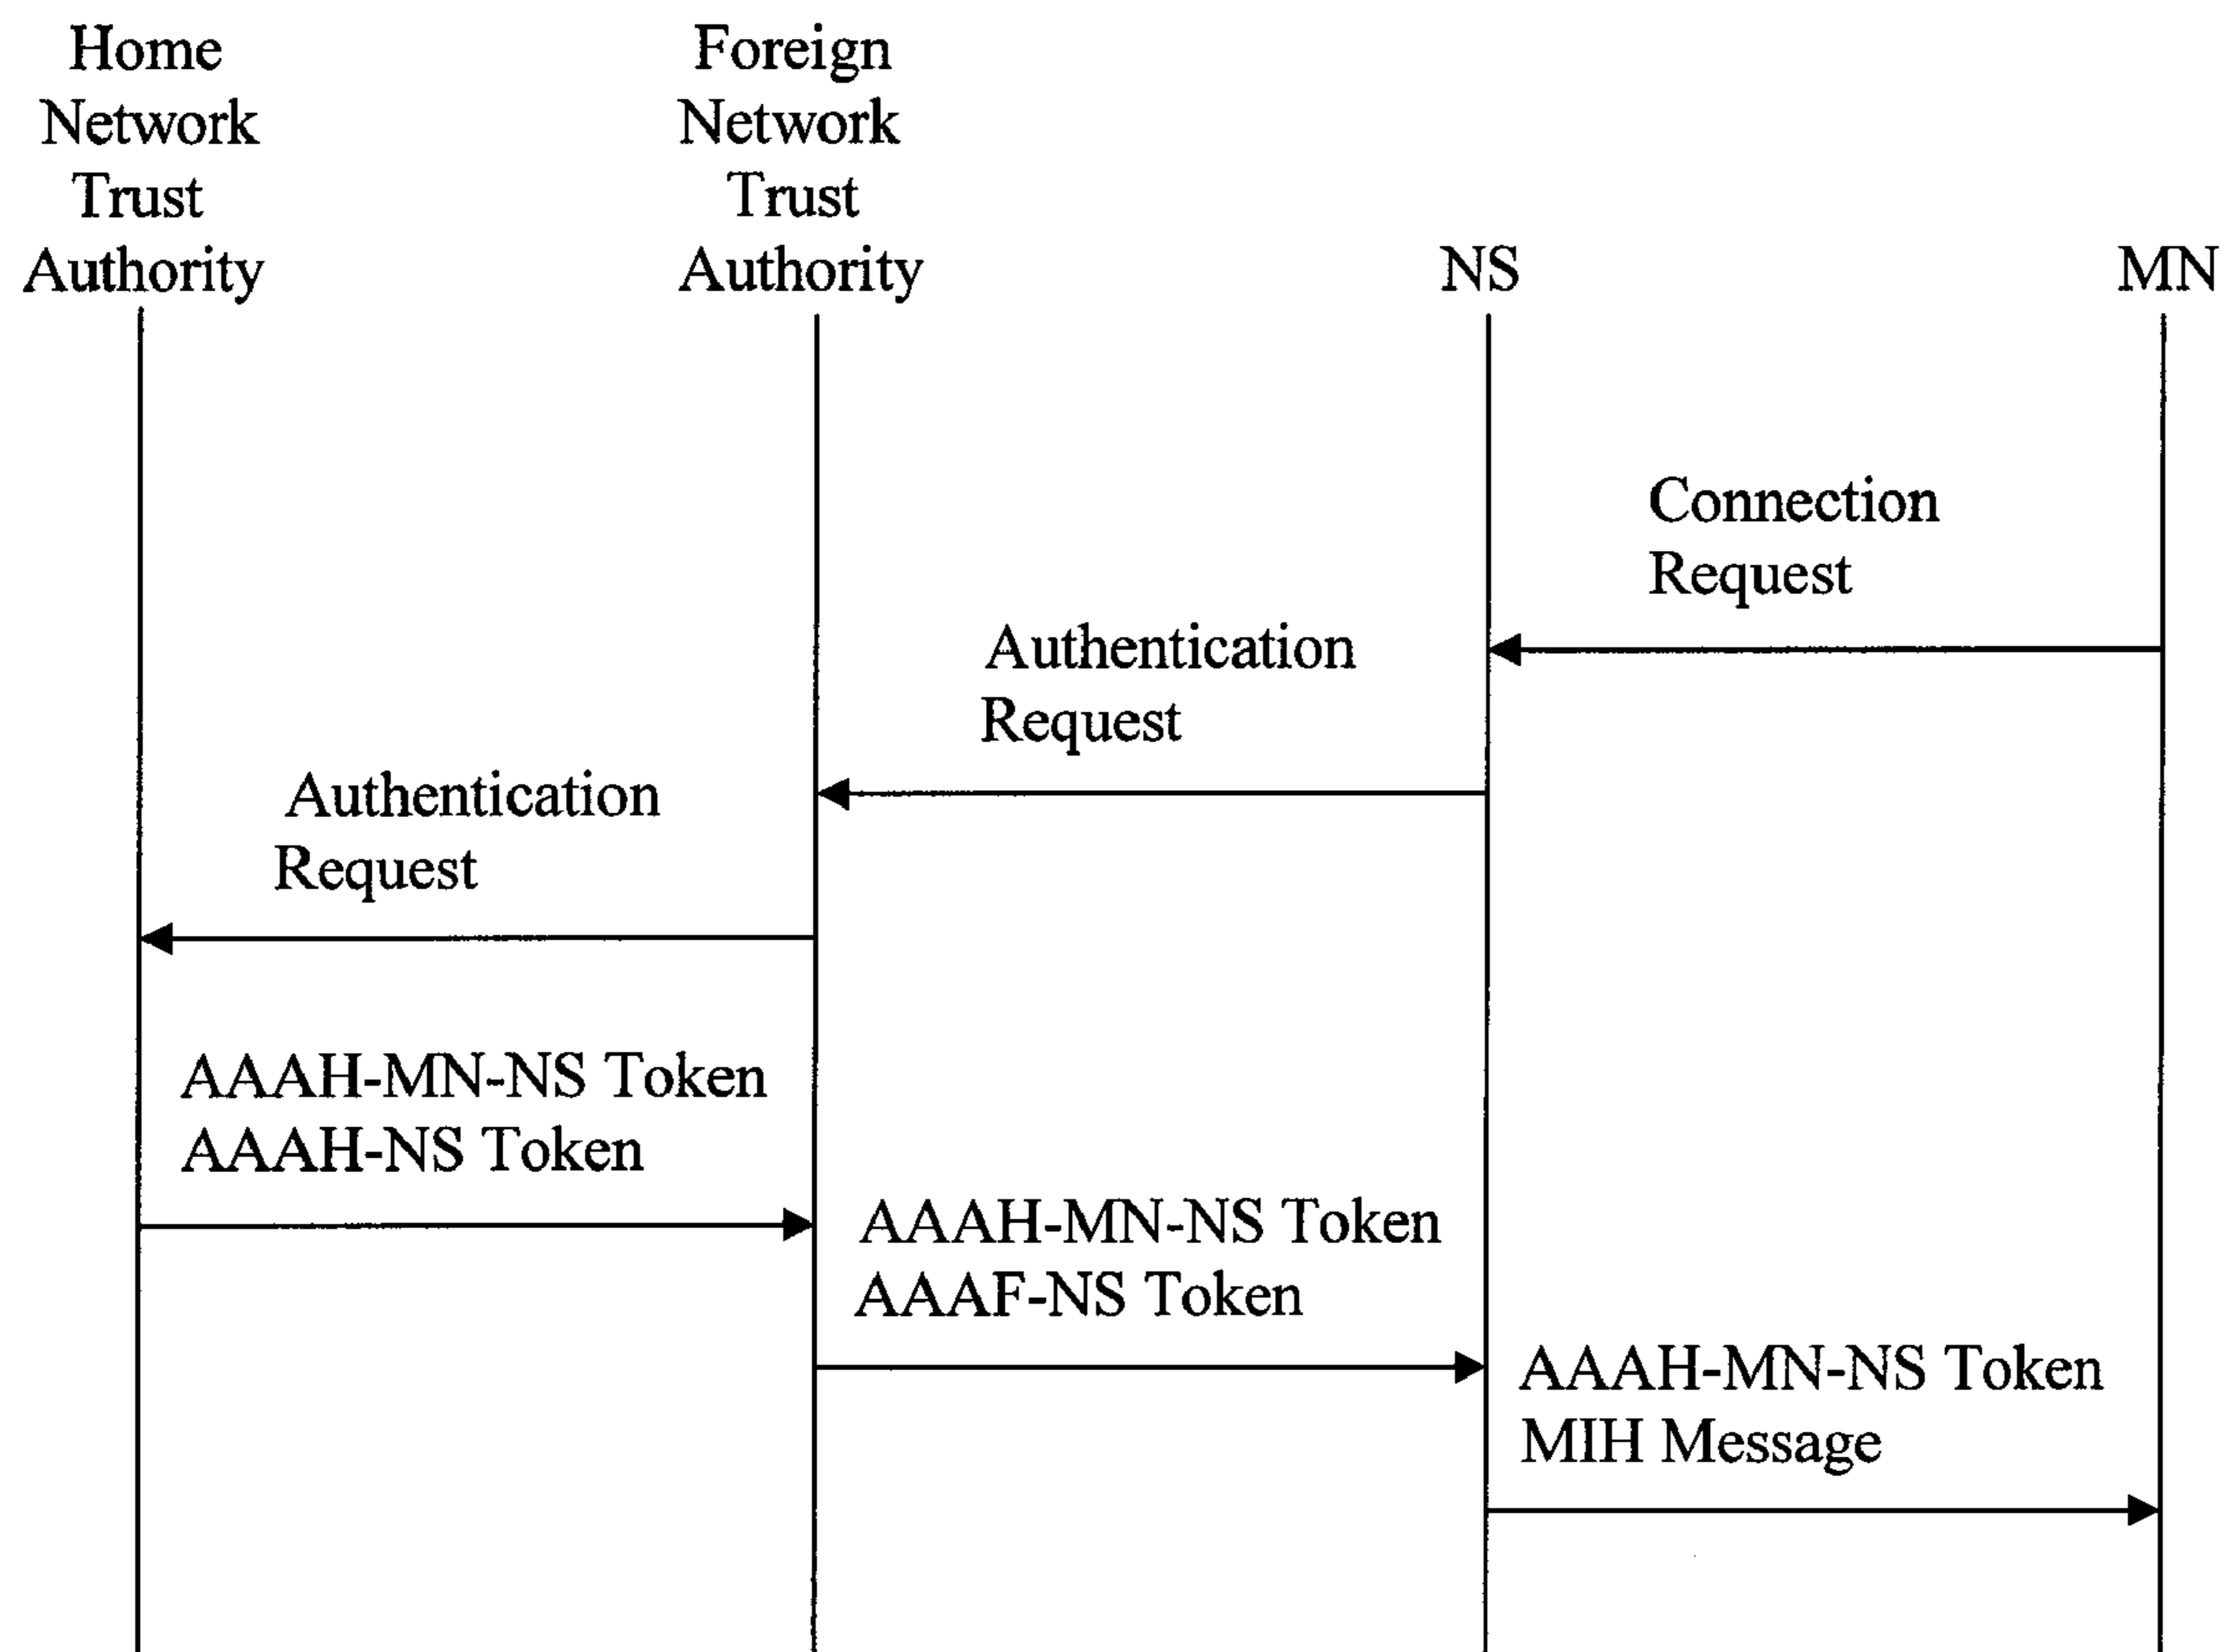 Home
Network
Trust
Authority
Foreign
Network
Trust
Authority
NS
MN
Connection
Request
Authentication
Request
Authentication
Request
AAAH-MN-NS Token
AAAH-NS Token
AAAH-MN-NS Token
AAAF-NS Token
AAAH-MN-NS Token
MIH Message